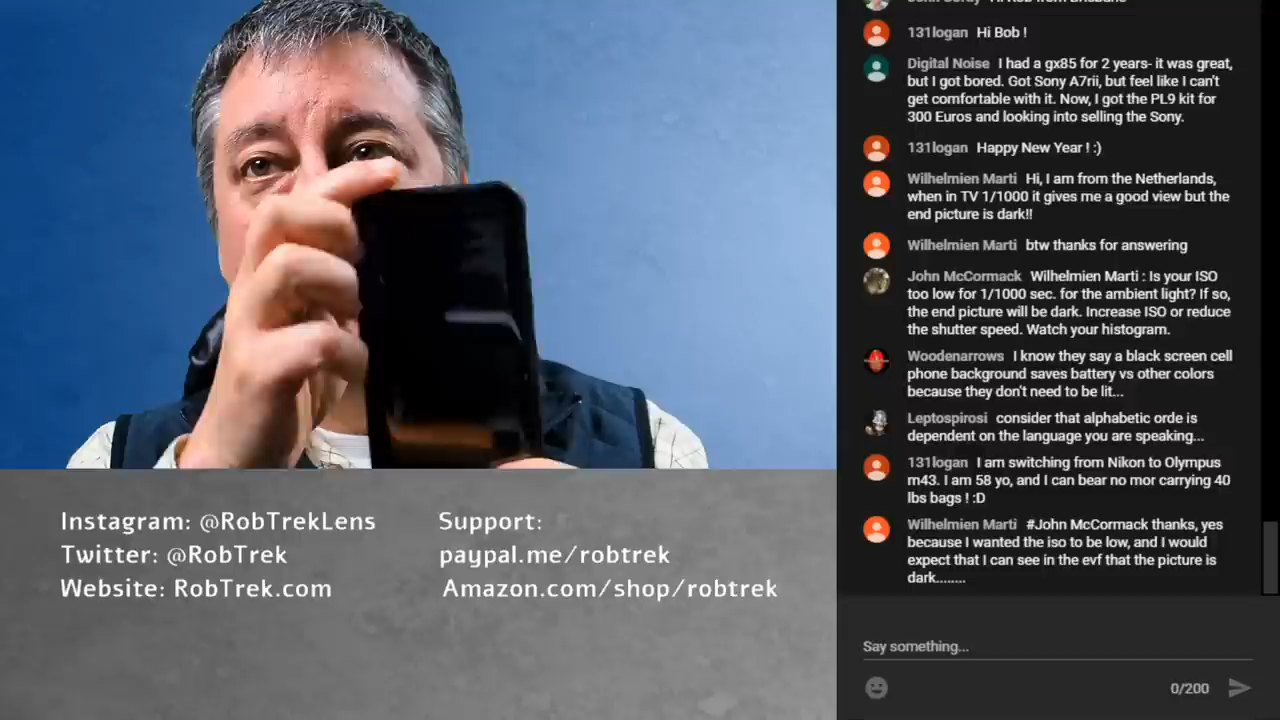 Hi Rob from Brisbane
131logan Hi Bob !
Digital Noise I had a gx85 for 2 years- it was great,
but I got bored. Got Sony A7rii, but feel like I can't
get comfortable with it. Now, I got the PL9 kit for
300 Euros and looking into selling the Sony.
131logan Happy New Year ! :)
Wilhelmien Marti Hi, I am from the Netherlands,
when in TV 1/1000 it gives me a good view but the
end picture is dark!!
Wilhelmien Marti btw thanks for answering
John McCormack Wilhelmien Marti : Is your ISO
too low for 1/1000 sec. for the ambient light? If so,
the end picture will be dark. Increase ISO or reduce
the shutter speed. Watch your histogram.
Woodenarrows I know they say a black screen cell
phone background saves battery vs other colors
because they don't need to be lit...
Leptospirosi consider that alphabetic orde is
dependent on the language you are speaking...
131logan I am switching from Nikon to Olympus
m43. I am 58 yo, and I can bear no mor carrying 40
lbs bags ! :D
Wilhelmien Marti #John McCormack thanks, yes
because I wanted the iso to be low, and I would
expect that I can see in the evf that the picture is
dark........
Say something...
0/200
Instagram: @RobTrekLens
Twitter: @RobTrek
Website: RobTrek.com
Support:
paypal.me/robtrek
Amazon.com/shop/robtrek